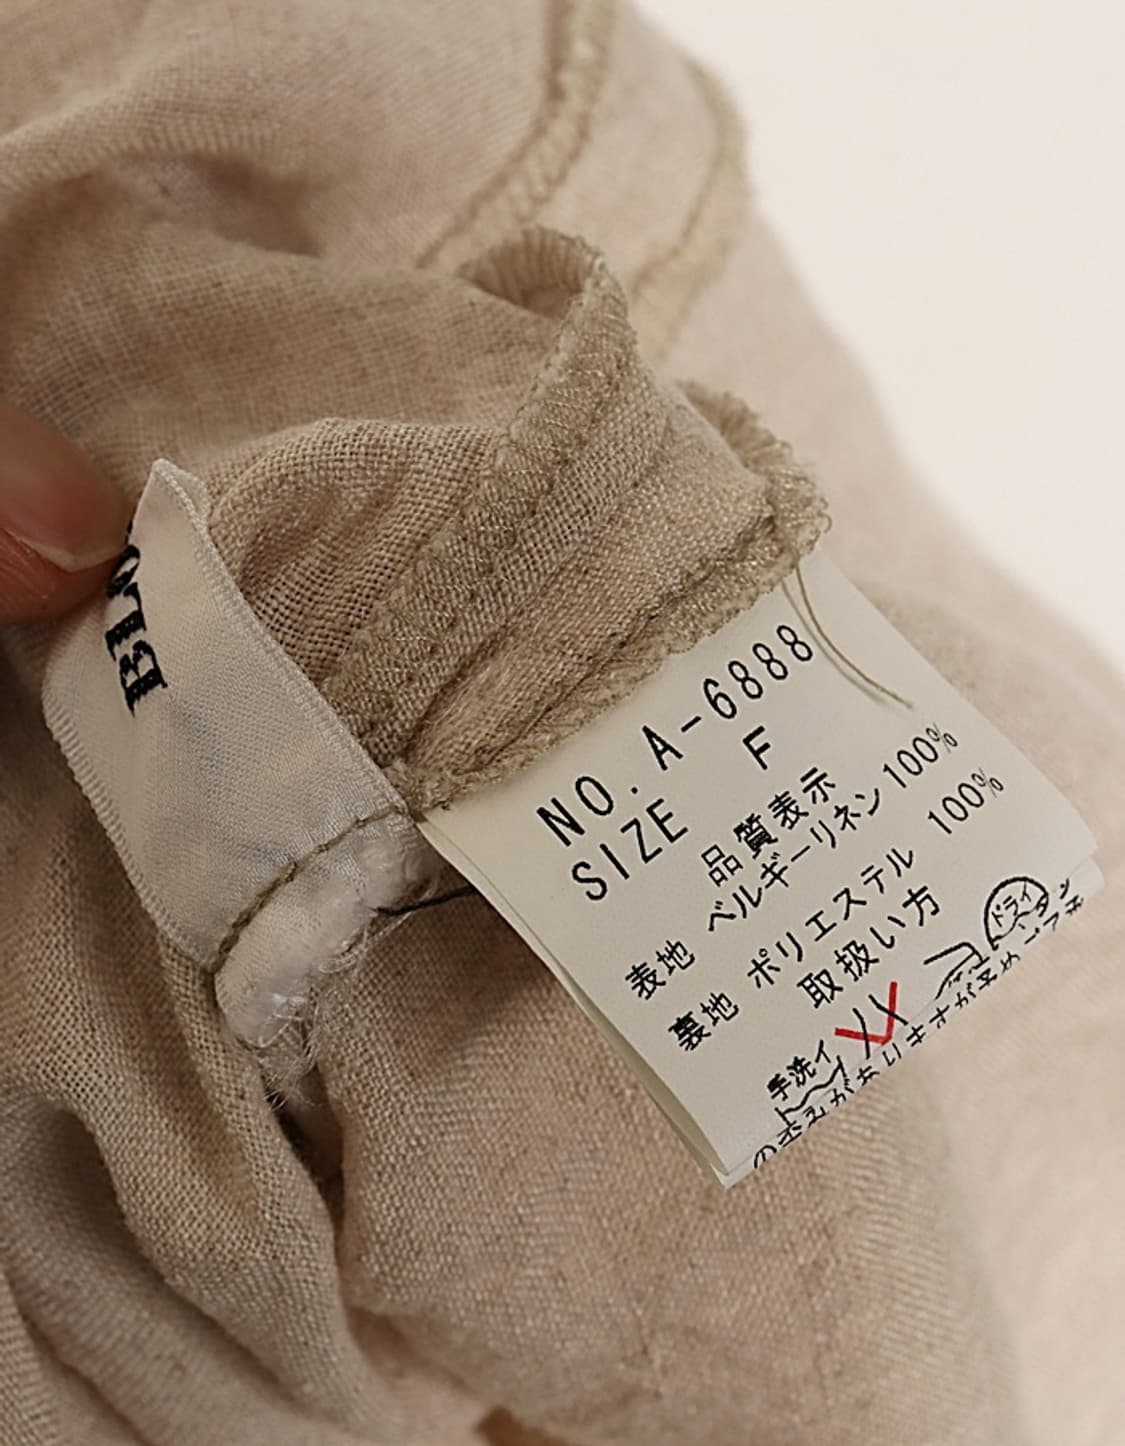 BLO
NO. A-6888
SIZE F
品質表示
表地 ベルギーリネン 100%
裏地 ポリエステル 100%
取扱い方
手洗イ
ドライ